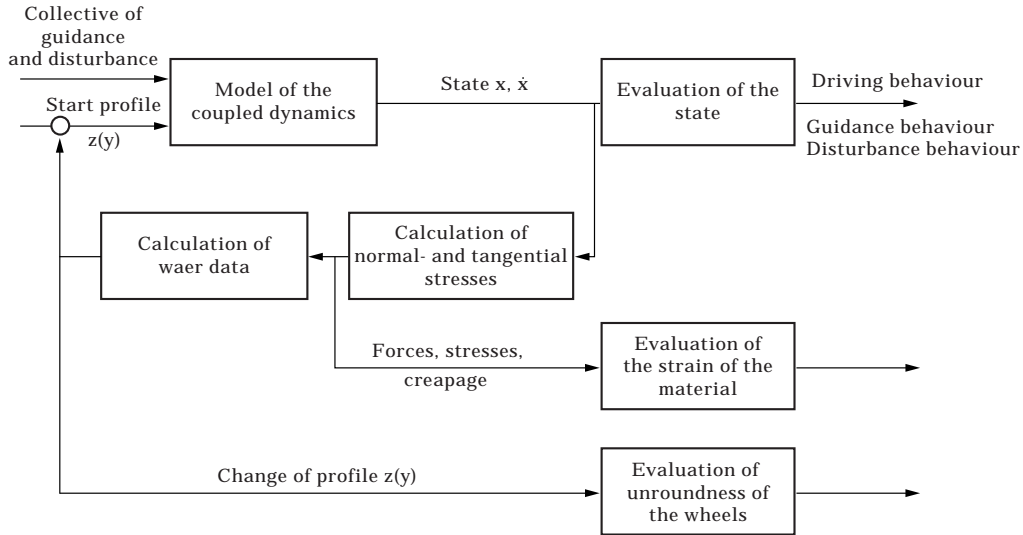 Collective of
guidance
and disturbance
Start profile
z(y)
Model of the
coupled dynamics
State x, ẋ
Evaluation of the
state
Driving behaviour
Guidance behaviour
Disturbance behaviour
Calculation of
waer data
Calculation of
normal- and tangential
stresses
Forces, stresses,
creapage
Evaluation of
the strain of the
material
Change of profile z(y)
Evaluation of
unroundness of
the wheels